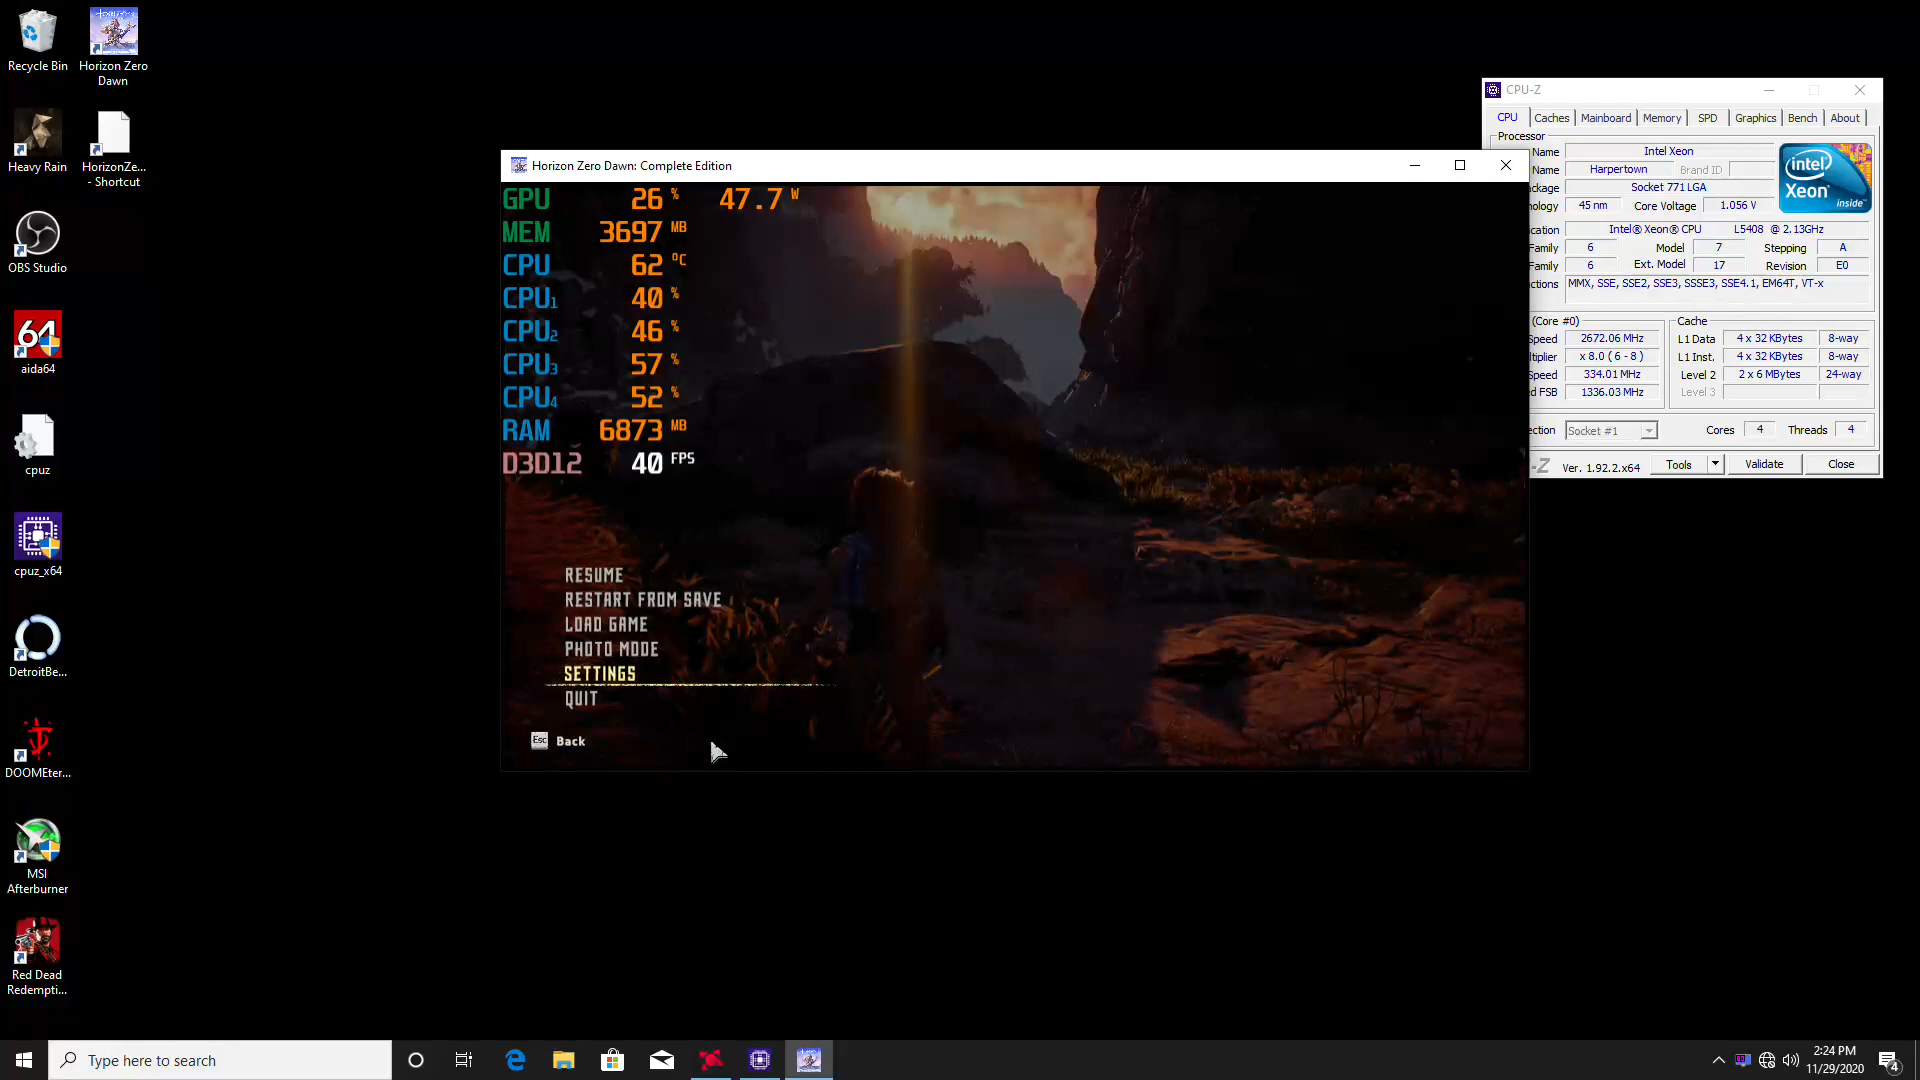 Recycle Bin
Horizon Zero
Dawn
Heavy Rain
HorizonZe...
- Shortcut
OBS Studio
64
aida64
cpuz
cpuz_x64
DetroitBe...
DOOMEter...
MSI
Afterburner
Red Dead
Redempti...
Horizon Zero Dawn: Complete Edition
GPU 26 % 47.7 W
MEM 3697 MB
CPU 62 °C
CPU1 40 %
CPU2 46 %
CPU3 57 %
CPU4 52 %
RAM 6873 MB
D3D12 40 FPS
RESUME
RESTART FROM SAVE
LOAD GAME
PHOTO MODE
SETTINGS
QUIT
Esc Back
CPU-Z
CPU Caches Mainboard Memory SPD Graphics Bench About
Processor
Name Intel Xeon
Name Harpertown Brand ID
ckage Socket 771 LGA
nology 45 nm Core Voltage 1.056 V
intel Xeon inside™
ication Intel® Xeon® CPU L5408 @ 2.13GHz
Family 6 Model 7 Stepping A
Family 6 Ext. Model 17 Revision E0
ctions MMX, SSE, SSE2, SSE3, SSSE3, SSE4.1, EM64T, VT-x
(Core #0)
Speed 2672.06 MHz
ltiplier x 8.0 ( 6 - 8 )
Speed 334.01 MHz
d FSB 1336.03 MHz
Cache
L1 Data 4 x 32 KBytes 8-way
L1 Inst. 4 x 32 KBytes 8-way
Level 2 2 x 6 MBytes 24-way
Level 3
ection Socket #1 Cores 4 Threads 4
-Z Ver. 1.92.2.x64 Tools Validate Close
Type here to search
2:24 PM
11/29/2020
4